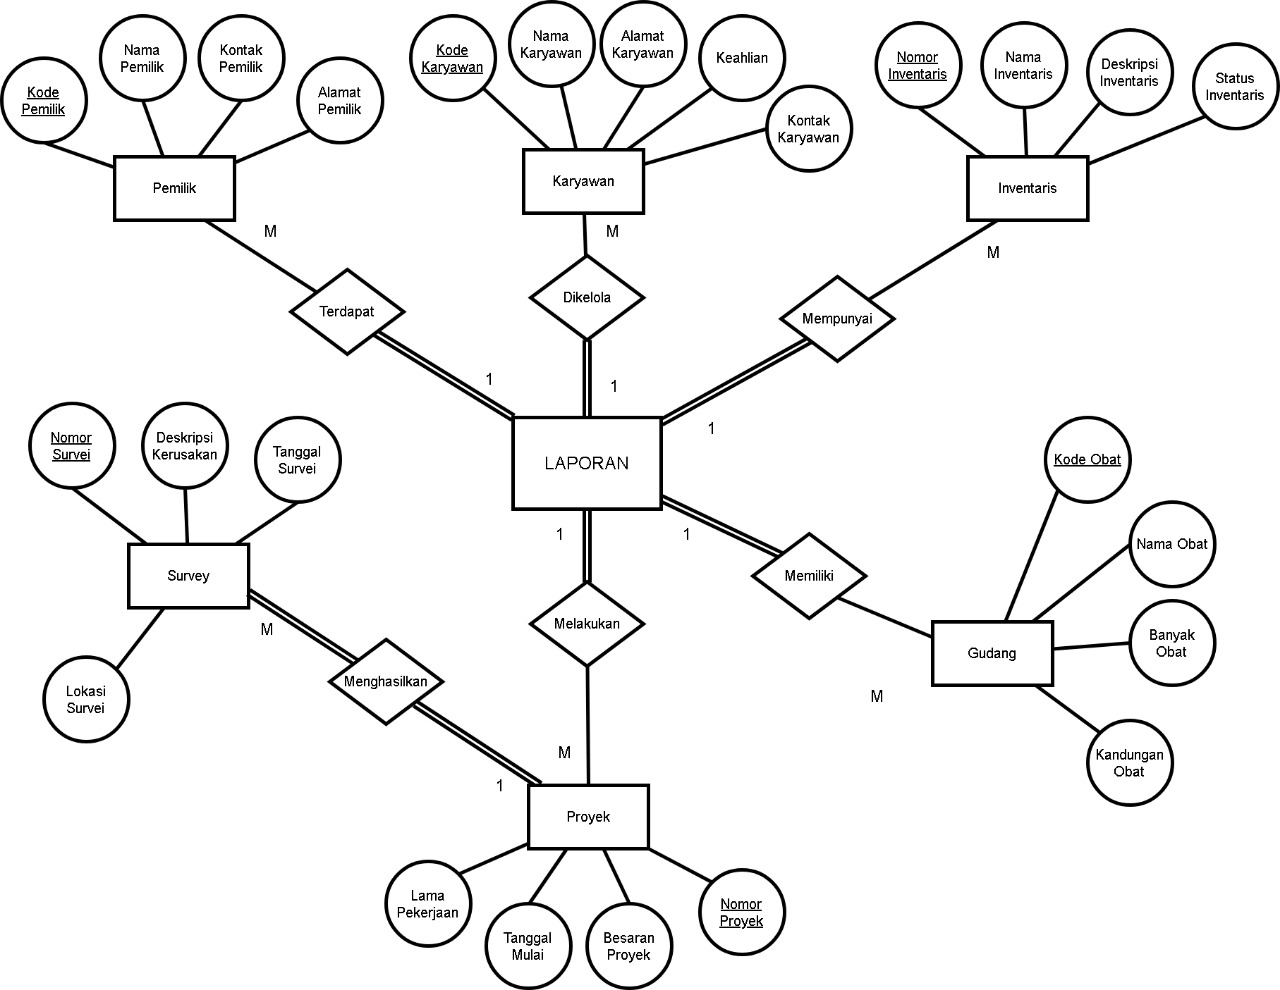 Kode
Pemilik
Nama
Pemilik
Kontak
Pemilik
Alamat
Pemilik
Kode
Karyawan
Nama
Karyawan
Alamat
Karyawan
Keahlian
Kontak
Karyawan
Nomor
Inventaris
Nama
Inventaris
Deskripsi
Inventaris
Status
Inventaris
Pemilik
Karyawan
Inventaris
M
M
M
Terdapat
Dikelola
Mempunyai
1
1
1
Nomor
Survei
Deskripsi
Kerusakan
Tanggal
Survei
LAPORAN
Kode Obat
1
1
Nama Obat
Survey
Memiliki
M
Melakukan
Banyak
Obat
Gudang
Lokasi
Survei
Menghasilkan
M
M
Kandungan
Obat
1
Proyek
Lama
Pekerjaan
Tanggal
Mulai
Besaran
Proyek
Nomor
Proyek